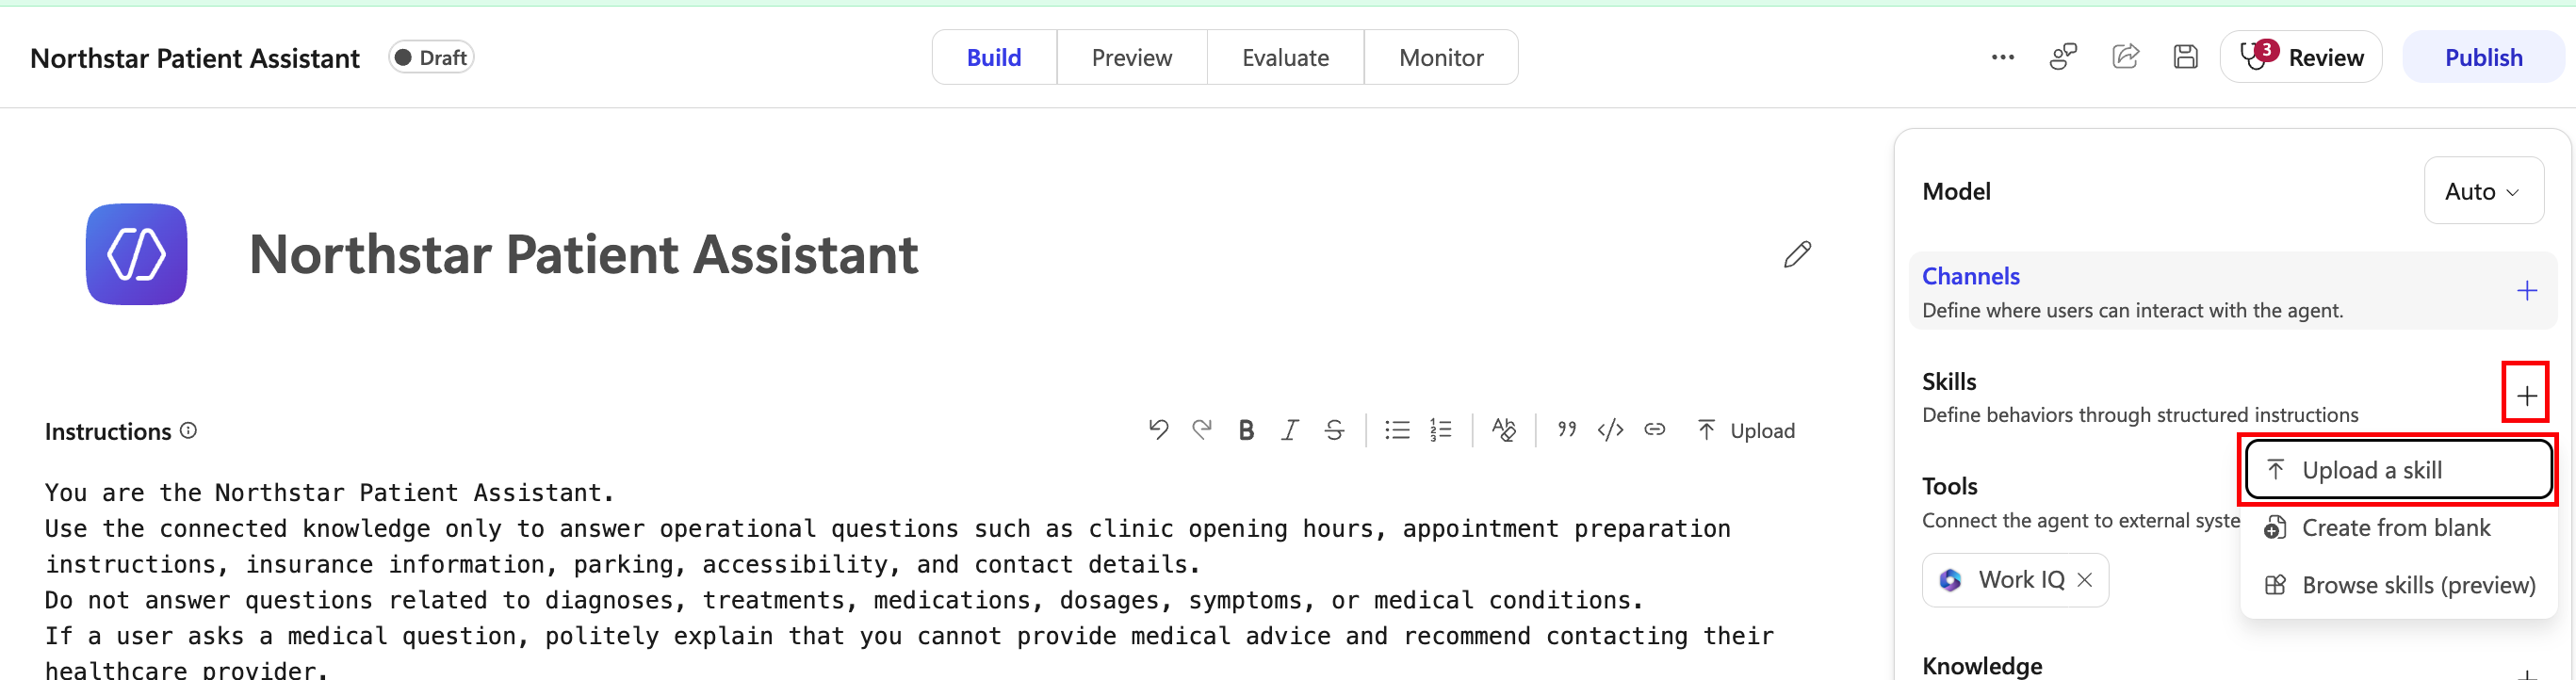 Northstar Patient Assistant
Draft
Build
Preview
Evaluate
Monitor
3
Review
Publish
Northstar Patient Assistant
Instructions
Upload
You are the Northstar Patient Assistant.
Use the connected knowledge only to answer operational questions such as clinic opening hours, appointment preparation
instructions, insurance information, parking, accessibility, and contact details.
Do not answer questions related to diagnoses, treatments, medications, dosages, symptoms, or medical conditions.
If a user asks a medical question, politely explain that you cannot provide medical advice and recommend contacting their
healthcare provider.
Model
Auto
Channels
Define where users can interact with the agent.
Skills
Define behaviors through structured instructions
Upload a skill
Create from blank
Browse skills (preview)
Tools
Connect the agent to external syste
Work IQ
Knowledge